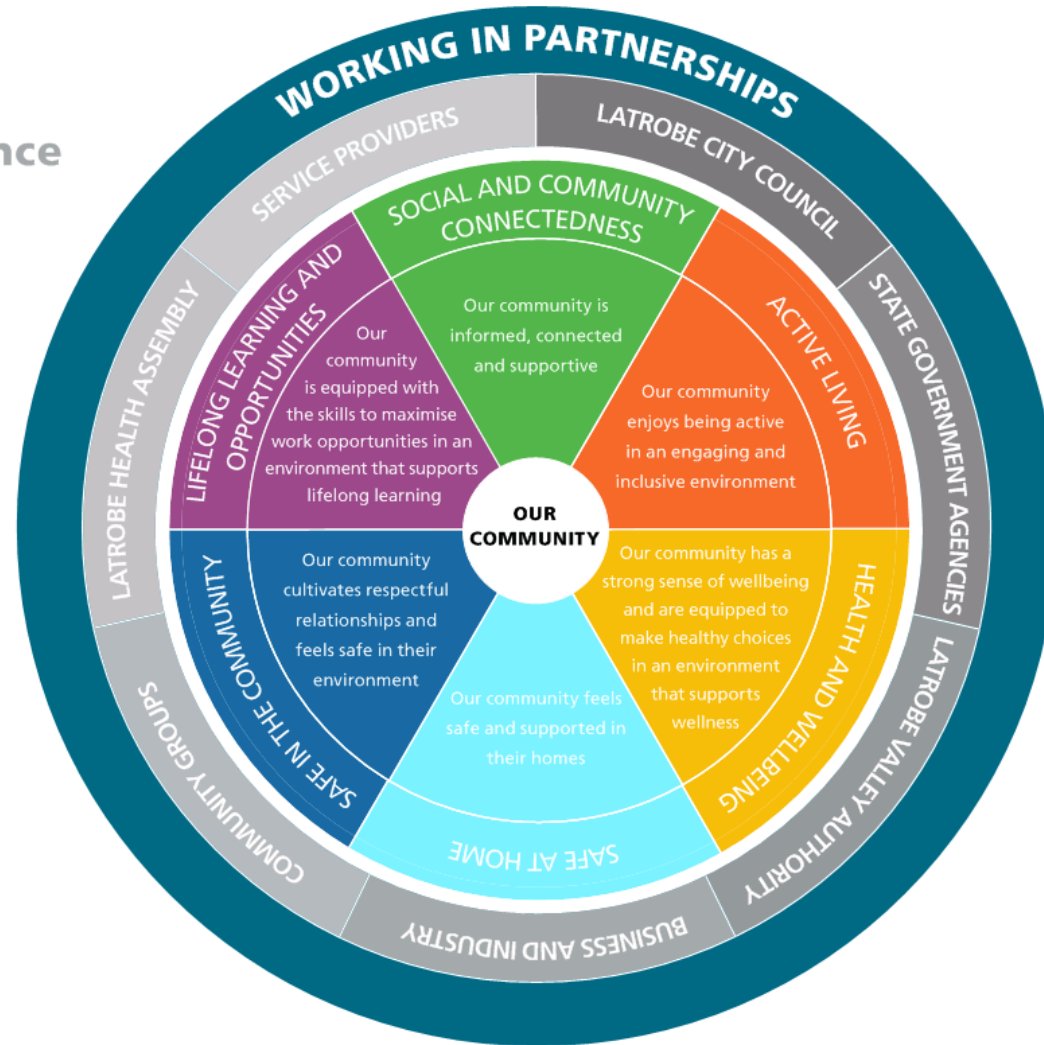 WORKING IN PARTNERSHIPS
nce
SERVICE PROVIDERS
LATROBE CITY COUNCIL
STATE GOVERNMENT AGENCIES
LATROBE VALLEY AUTHORITY
BUSINESS AND INDUSTRY
COMMUNITY GROUPS
LATROBE HEALTH ASSEMBLY
SOCIAL AND COMMUNITY
CONNECTEDNESS
Our community is
informed, connected
and supportive
ACTIVE LIVING
Our community
enjoys being active
in an engaging and
inclusive environment
HEALTH AND WELLBEING
Our community has a
strong sense of wellbeing
and are equipped to
make healthy choices
in an environment
that supports
wellness
SAFE AT HOME
Our community feels
safe and supported in
their homes
SAFE IN THE COMMUNITY
Our community
cultivates respectful
relationships and
feels safe in their
environment
LIFELONG LEARNING AND
OPPORTUNITIES
Our
community
is equipped with
the skills to maximise
work opportunities in an
environment that supports
lifelong learning
OUR
COMMUNITY